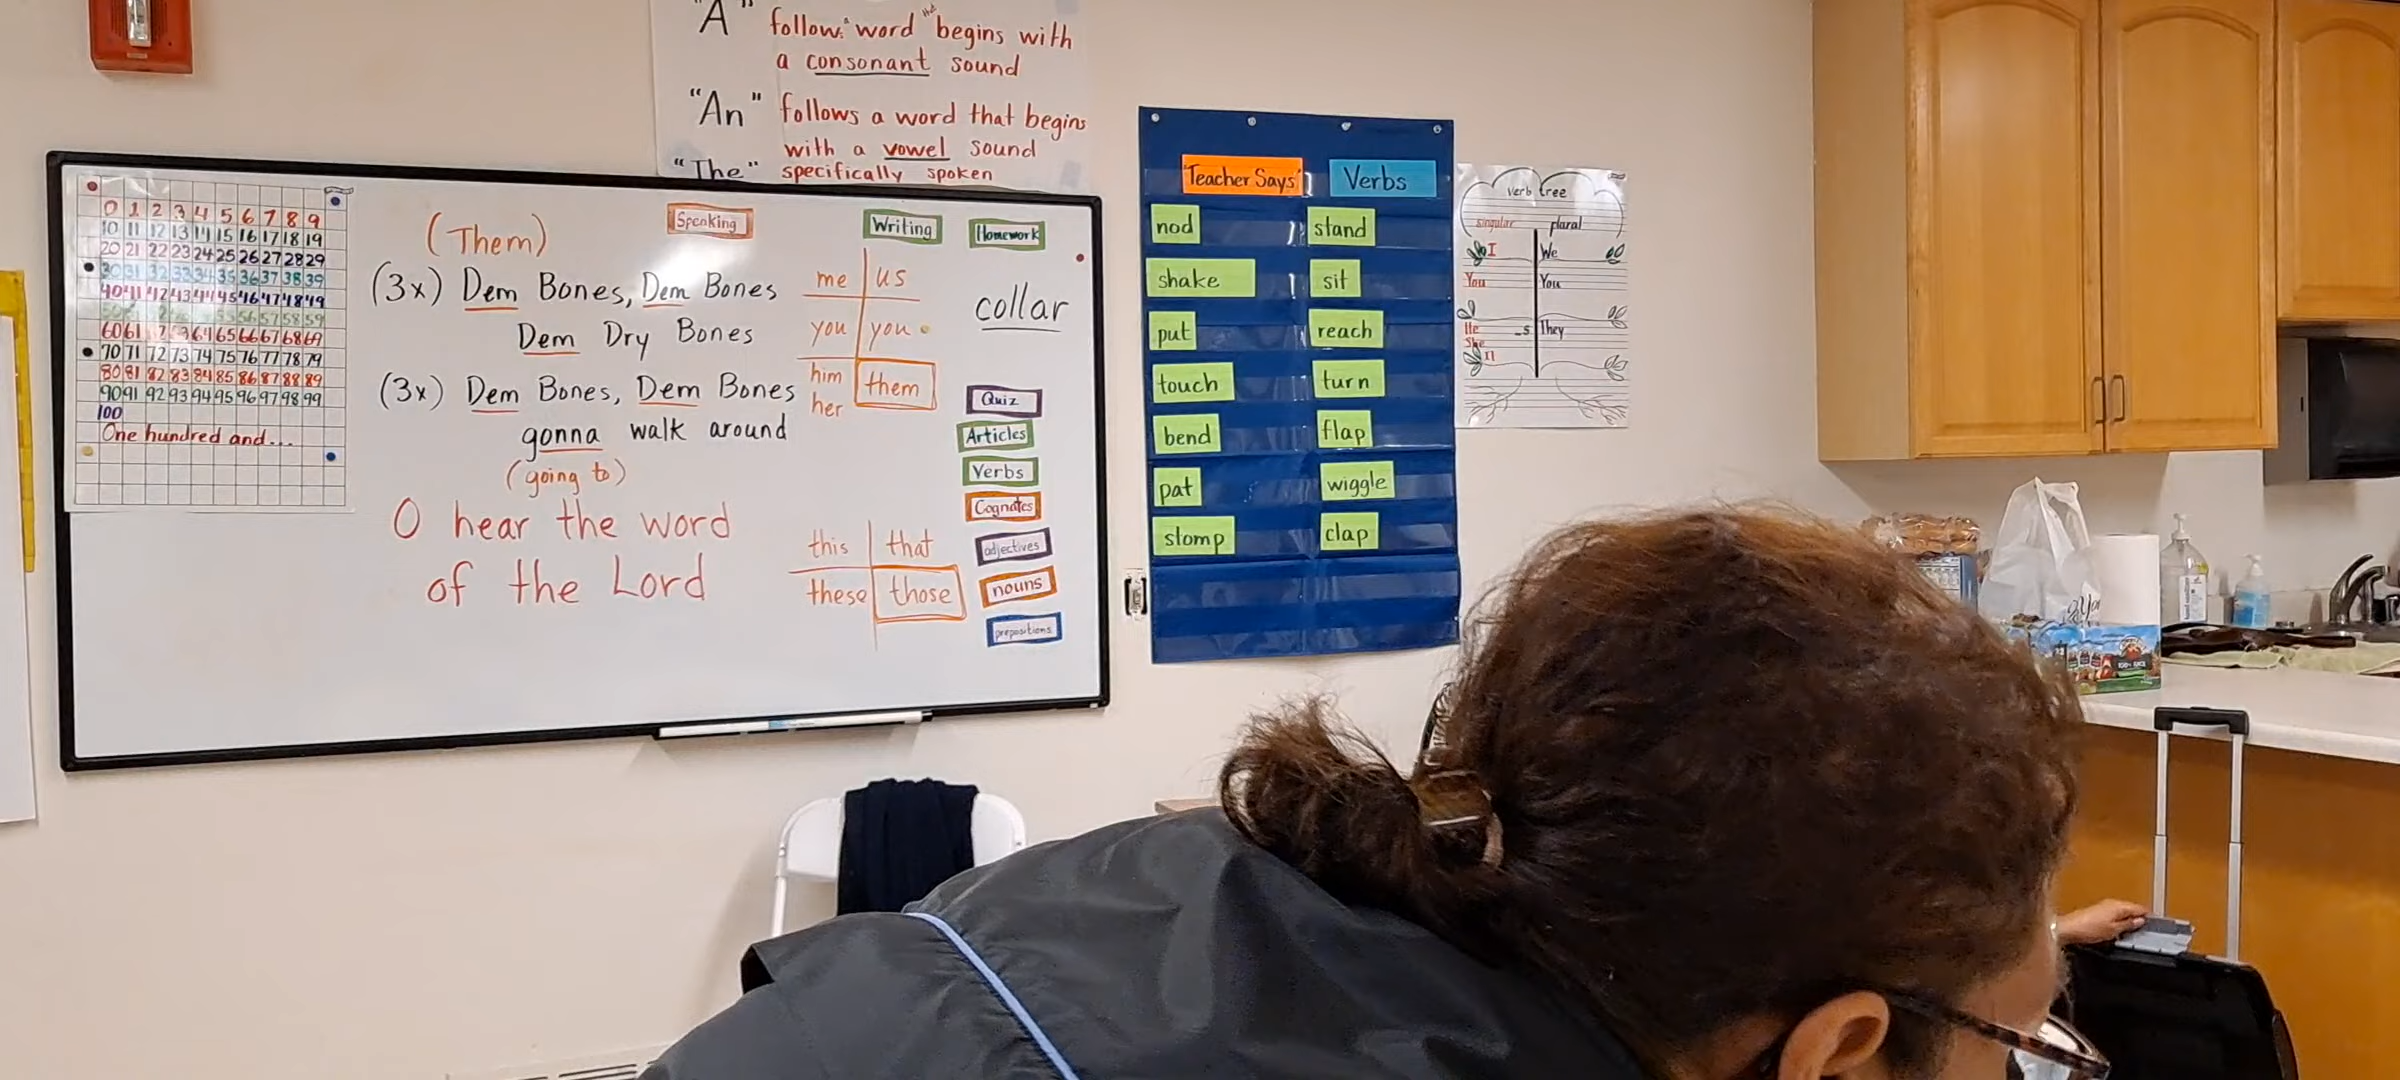 "A" follows a word that begins with
a consonant sound
"An" follows a word that begins
with a vowel sound
"The" specifically spoken
0 1 2 3 4 5 6 7 8 9
10 11 12 13 14 15 16 17 18 19
20 21 22 23 24 25 26 27 28 29
30 31 32 33 34 35 36 37 38 39
40 41 42 43 44 45 46 47 48 49
55 56 57 58 59
60 61 64 65 66 67 68 69
70 71 72 73 74 75 76 77 78 79
80 81 82 83 84 85 86 87 88 89
90 91 92 93 94 95 96 97 98 99
100
One hundred and...
(Them)
(3x) Dem Bones, Dem Bones
Dem Dry Bones
(3x) Dem Bones, Dem Bones
gonna walk around
(going to)
O hear the word
of the Lord
Speaking
Writing
Homework
me us
you you
him them
her
this that
these those
collar
Quiz
Articles
Verbs
Cognates
adjectives
nouns
prepositions
"Teacher Says" Verbs
nod stand
shake sit
put reach
touch turn
bend flap
pat wiggle
stomp clap
verb tree
singular plural
I We
You You
He _s They
She
It